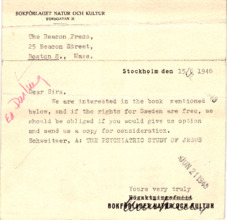 BOKFÖRLAGET NATUR OCH KULTUR
The Beacon Press,
25 Beacon Street,
Boston 8., Mass.
Stockholm den 15/8 1946
Dear Sirs,
We are interested in the book mentioned
below, and if the rights for Sweden are free, we
should be obliged if you would give us option
and send us a copy for consideration.
Schweitzer, A: THE PSYCHIATRIC STUDY OF JESUS
Yours very truly
BOKFÖRLAGET NATUR OCH KULTUR